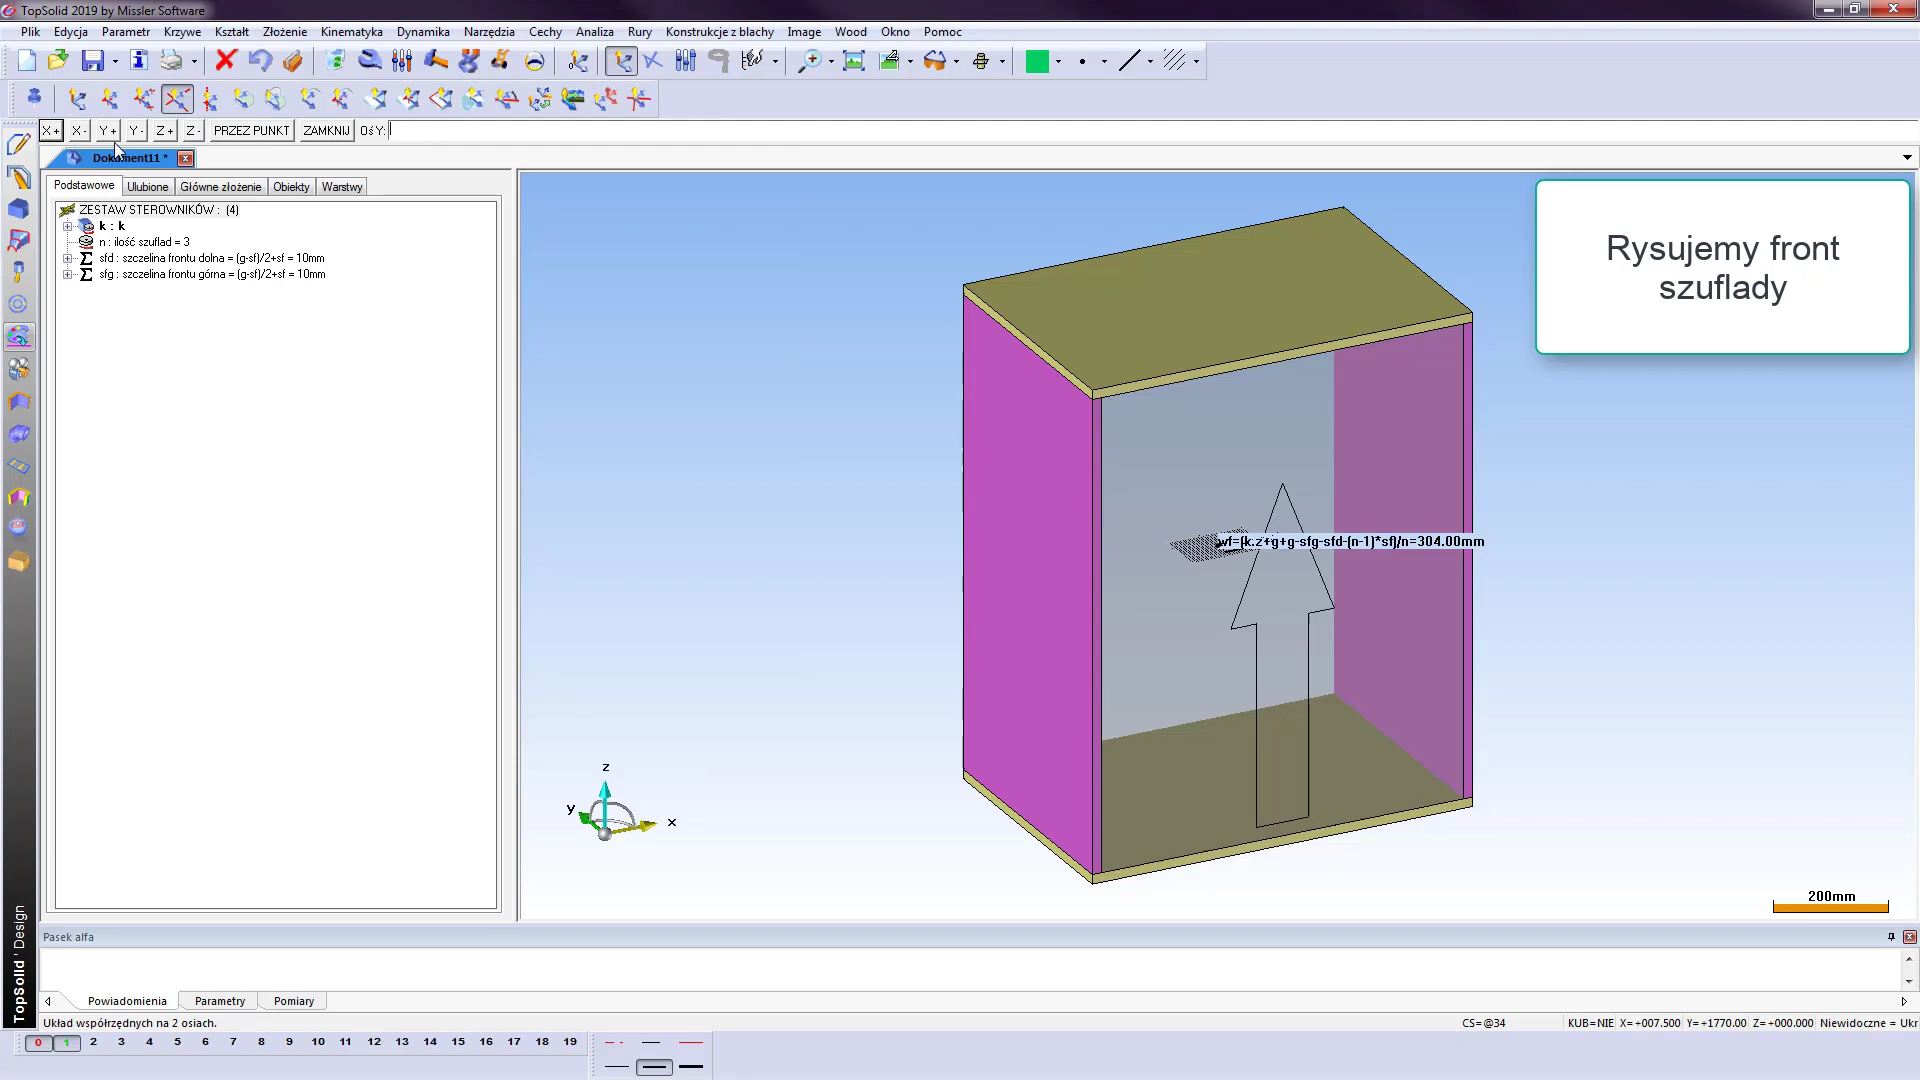 TopSolid 2019 by Missler Software
Plik Edycja Parametr Krzywe Kształt Złożenie Kinematyka Dynamika Narzędzia Cechy Analiza Rury Konstrukcje z blachy Image Wood Okno Pomoc
X+ X- Y+ Y- Z+ Z- PRZEZ PUNKT ZAMKNIJ Oś Y:
Dokument11 *
Podstawowe Ulubione Główne złożenie Obiekty Warstwy
ZESTAW STEROWNIKÓW : (4)
k : k
n : ilość szuflad = 3
sfd : szczelina frontu dolna = (g-sf)/2+sf = 10mm
sfg : szczelina frontu górna = (g-sf)/2+sf = 10mm
Rysujemy front
szuflady
wf=(k.z+g+g-sfg-sfd-(n-1)*sf)/n=304.00mm
z
y
x
200mm
TopSolid ' Design
Pasek alfa
Powiadomienia Parametry Pomiary
Układ współrzędnych na 2 osiach.
CS=@34 KUB=NIE X=+007.500 Y=+1770.00 Z=+000.000 Niewidoczne = Ukr
0 1 2 3 4 5 6 7 8 9 10 11 12 13 14 15 16 17 18 19